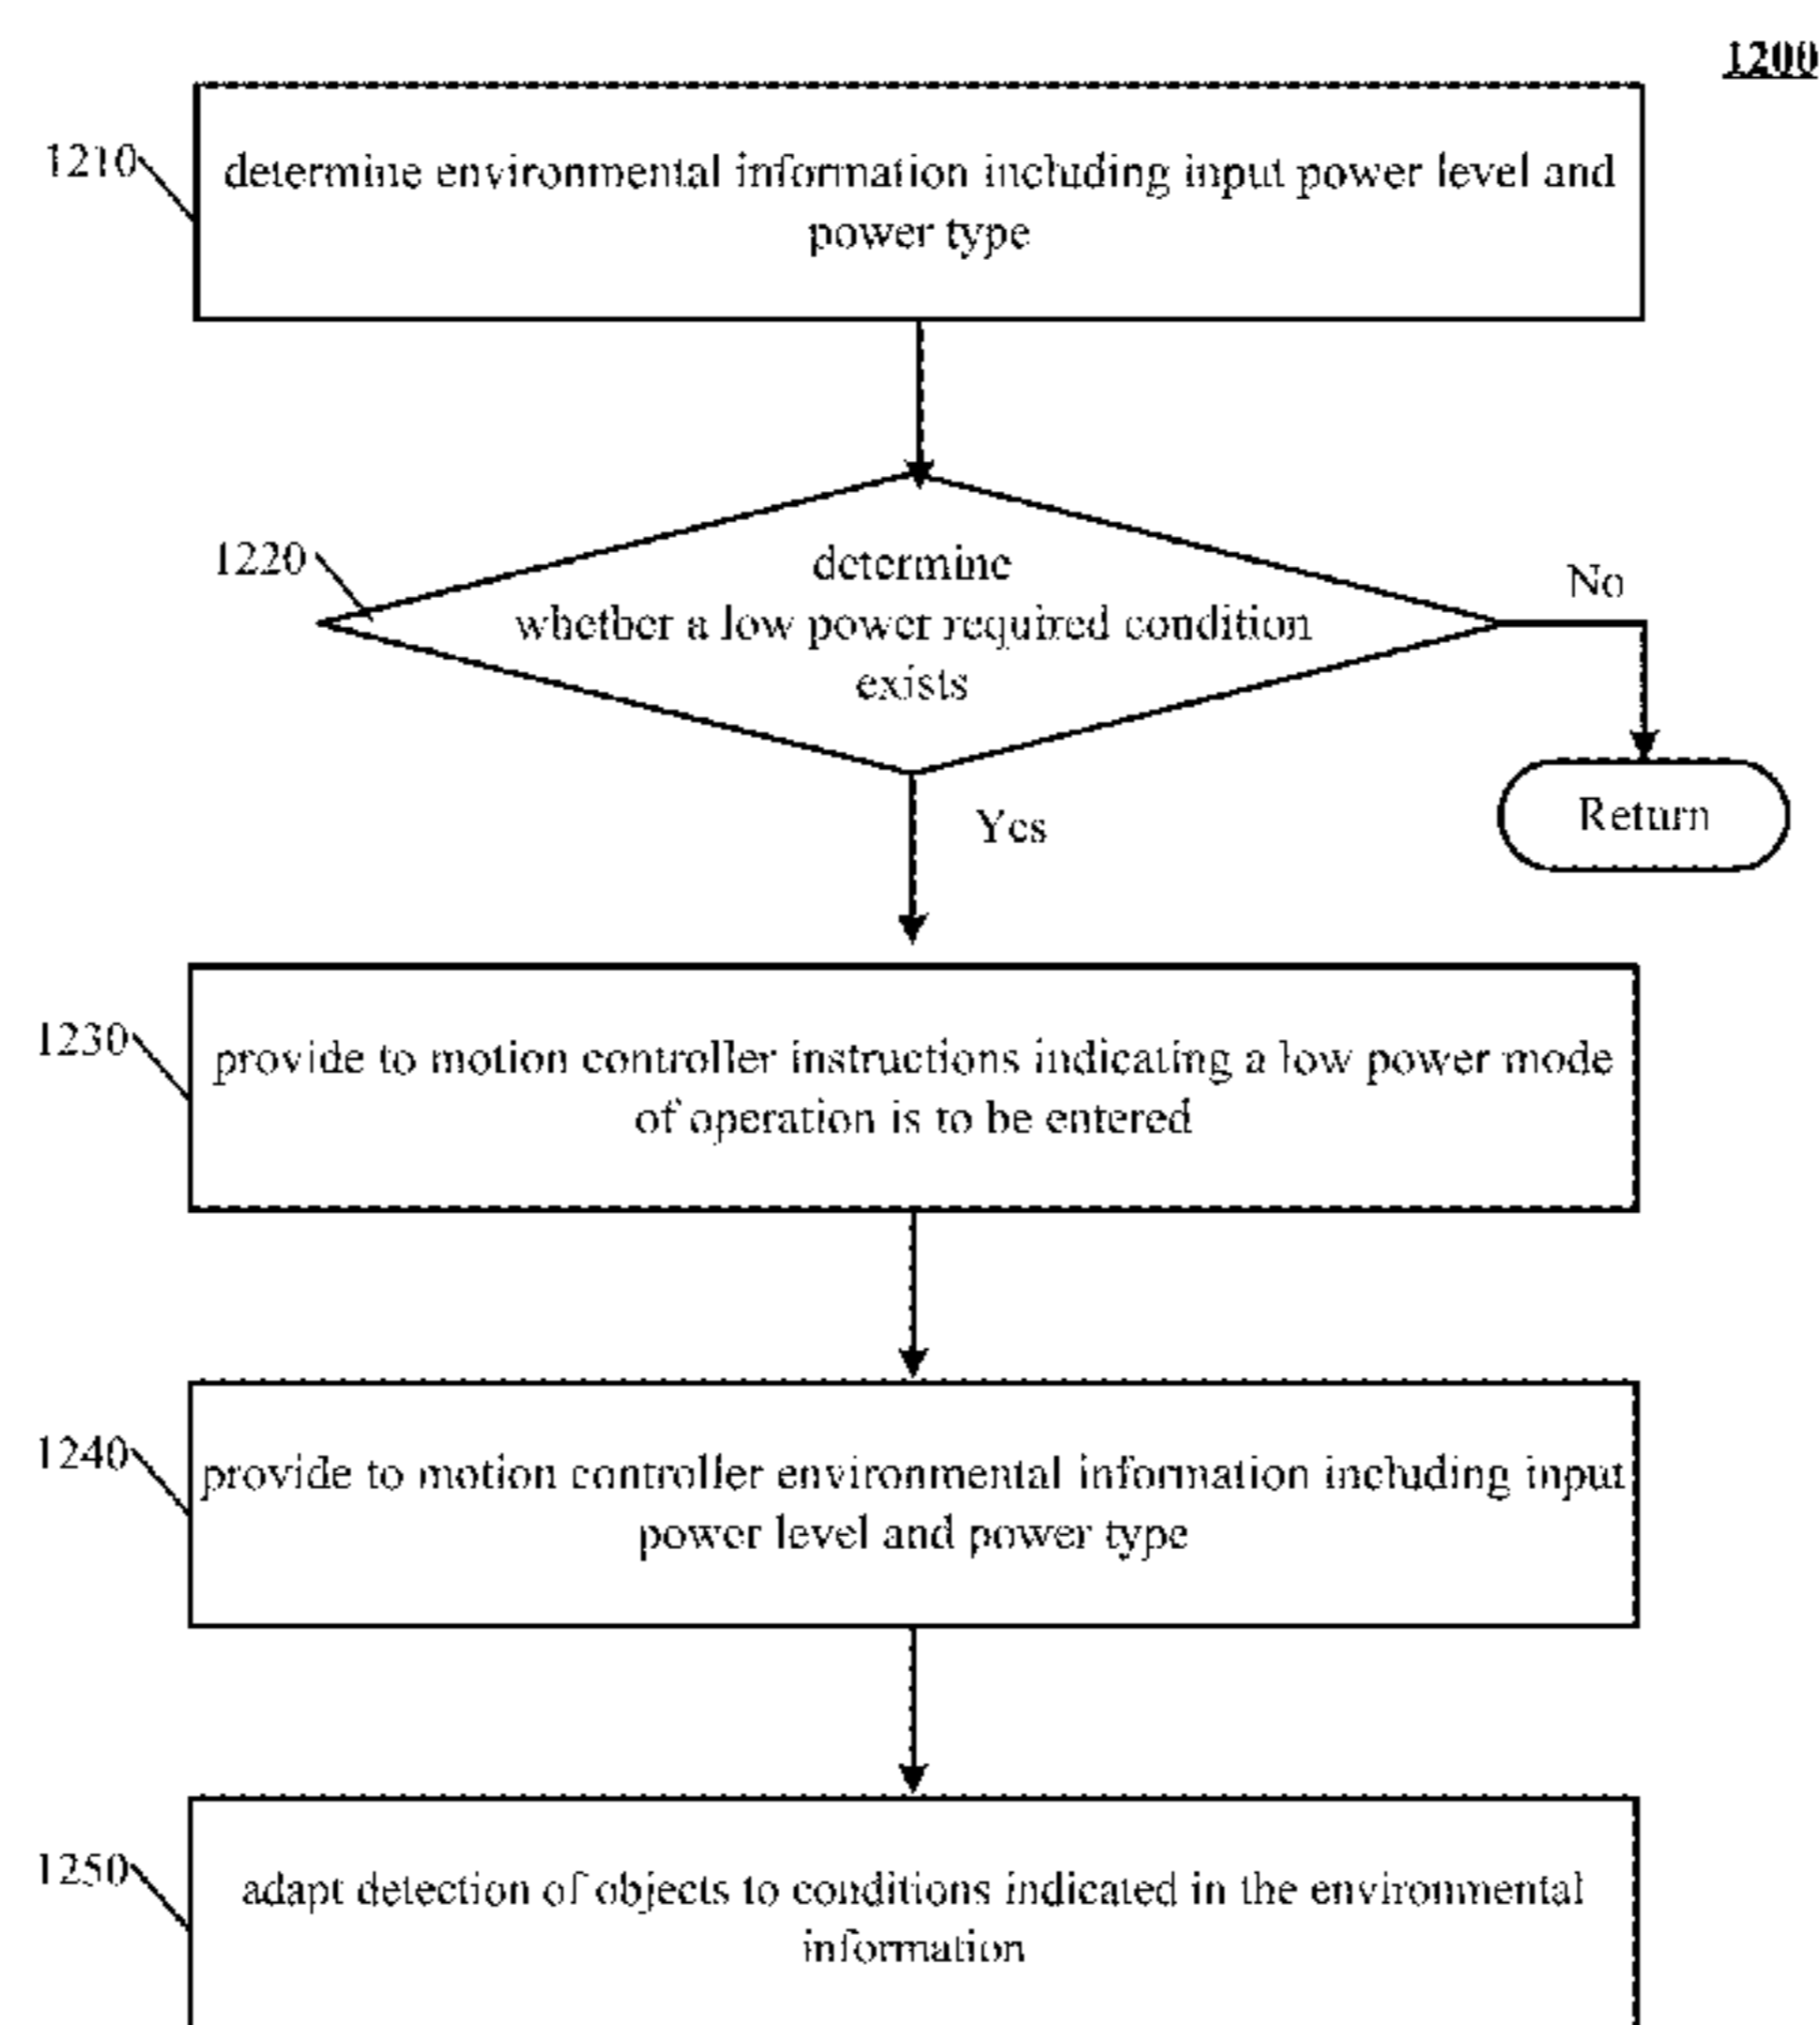 1200
1210
determine environmental information including input power level and
power type
1220
determine
whether a low power required condition
exists
No
Return
Yes
1230
provide to motion controller instructions indicating a low power mode
of operation is to be entered
1240
provide to motion controller environmental information including input
power level and power type
1250
adapt detection of objects to conditions indicated in the environmental
information